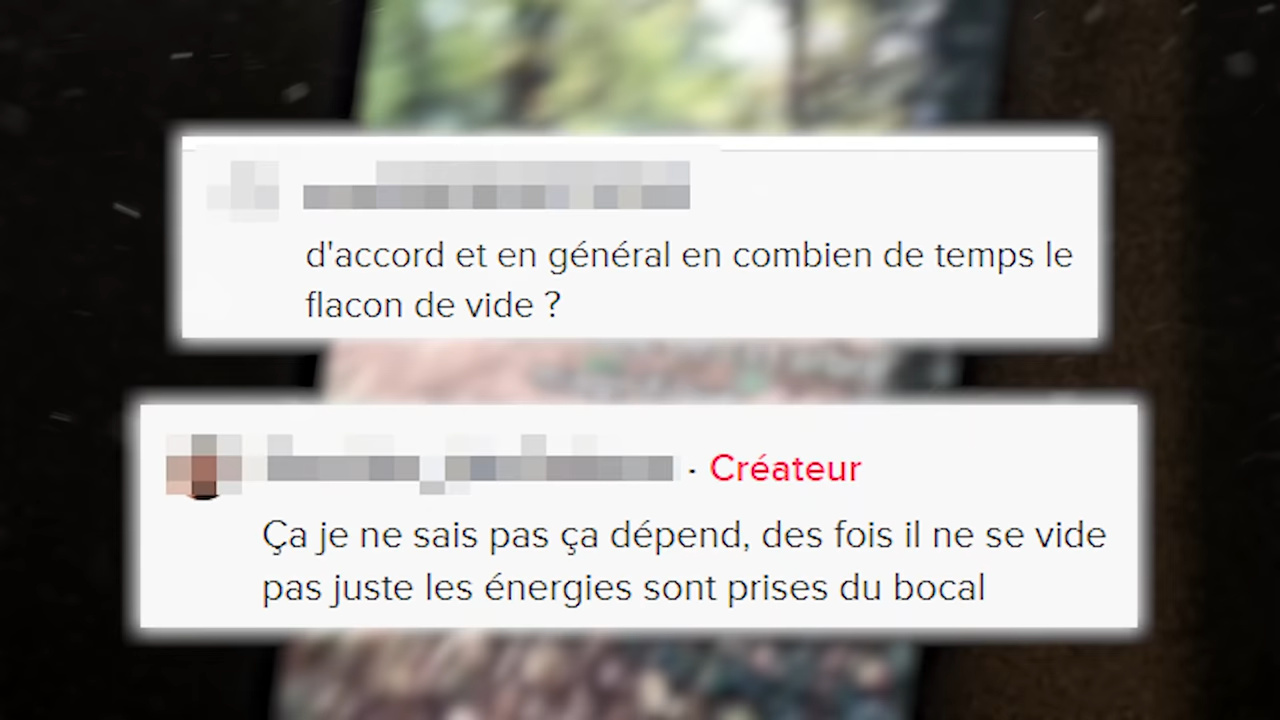 d'accord et en général en combien de temps le
flacon de vide ?
· Créateur
Ça je ne sais pas ça dépend, des fois il ne se vide
pas juste les énergies sont prises du bocal